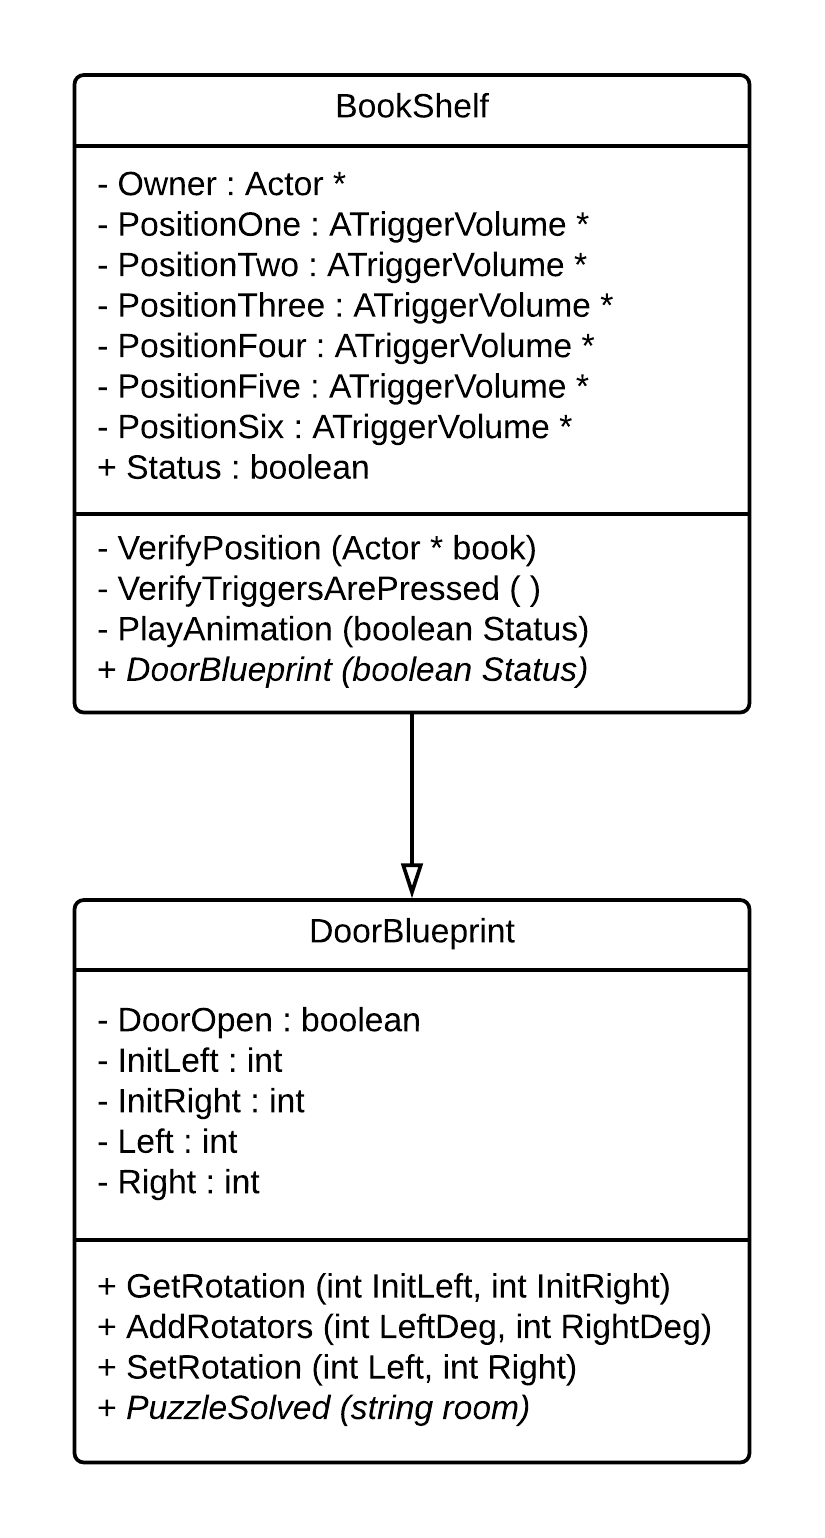 BookShelf
- Owner : Actor *
- PositionOne : ATriggerVolume *
- PositionTwo : ATriggerVolume *
- PositionThree : ATriggerVolume *
- PositionFour : ATriggerVolume *
- PositionFive : ATriggerVolume *
- PositionSix : ATriggerVolume *
+ Status : boolean
- VerifyPosition (Actor * book)
- VerifyTriggersArePressed ( )
- PlayAnimation (boolean Status)
+ DoorBlueprint (boolean Status)
DoorBlueprint
- DoorOpen : boolean
- InitLeft : int
- InitRight : int
- Left : int
- Right : int
+ GetRotation (int InitLeft, int InitRight)
+ AddRotators (int LeftDeg, int RightDeg)
+ SetRotation (int Left, int Right)
+ PuzzleSolved (string room)